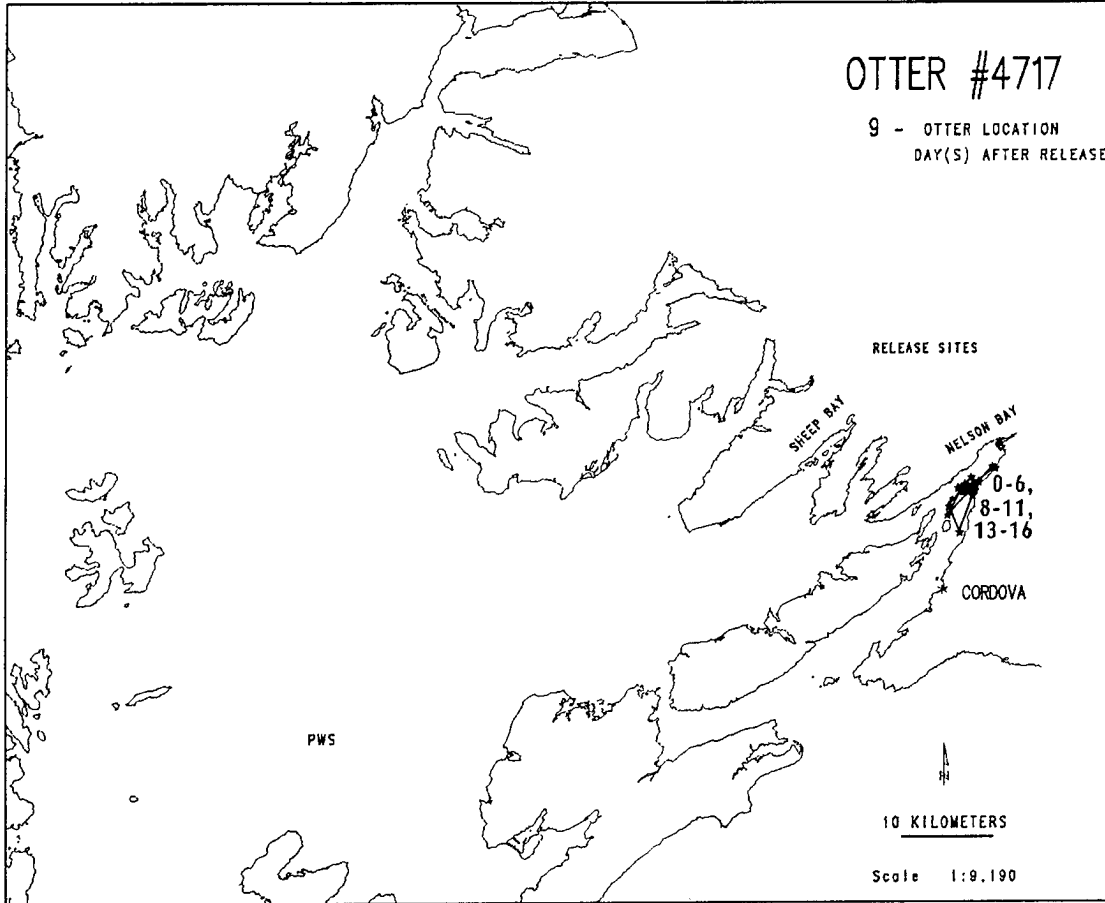 OTTER #4717
9 - OTTER LOCATION
DAY(S) AFTER RELEASE
RELEASE SITES
SHEEP BAY
NELSON BAY
0-6,
8-11,
13-16
CORDOVA
PWS
N
10 KILOMETERS
Scale 1:9.190